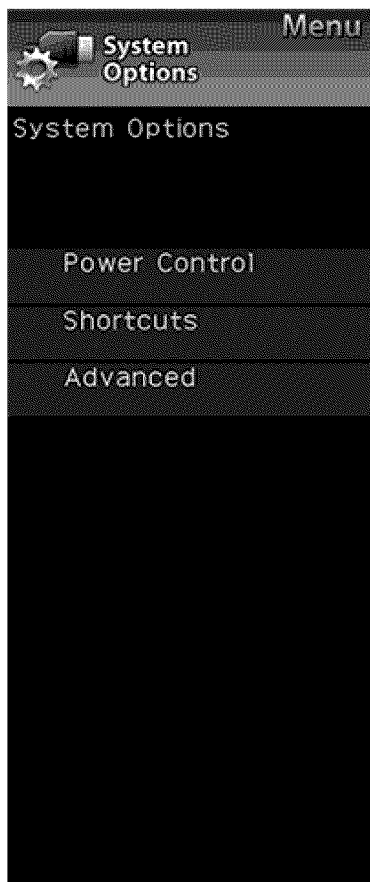 Menu
System
Options
System Options
Power Control
Shortcuts
Advanced